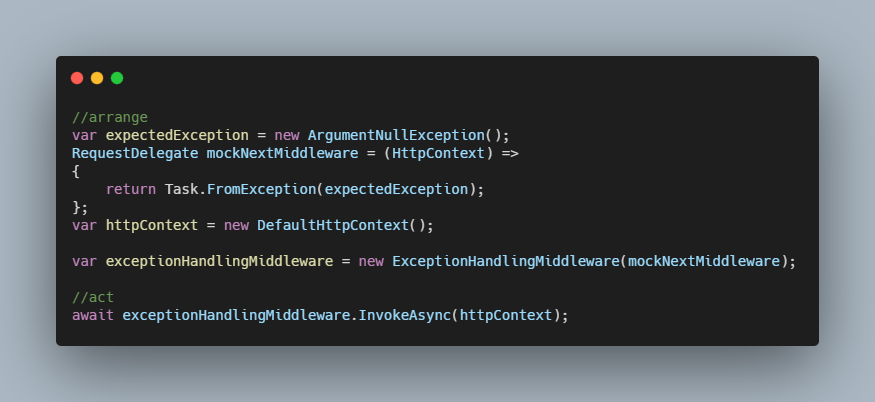 //arrange
var expectedException = new ArgumentNullException();
RequestDelegate mockNextMiddleware = (HttpContext) =>
{
    return Task.FromException(expectedException);
};
var httpContext = new DefaultHttpContext();
var exceptionHandlingMiddleware = new ExceptionHandlingMiddleware(mockNextMiddleware);
//act
await exceptionHandlingMiddleware.InvokeAsync(httpContext);